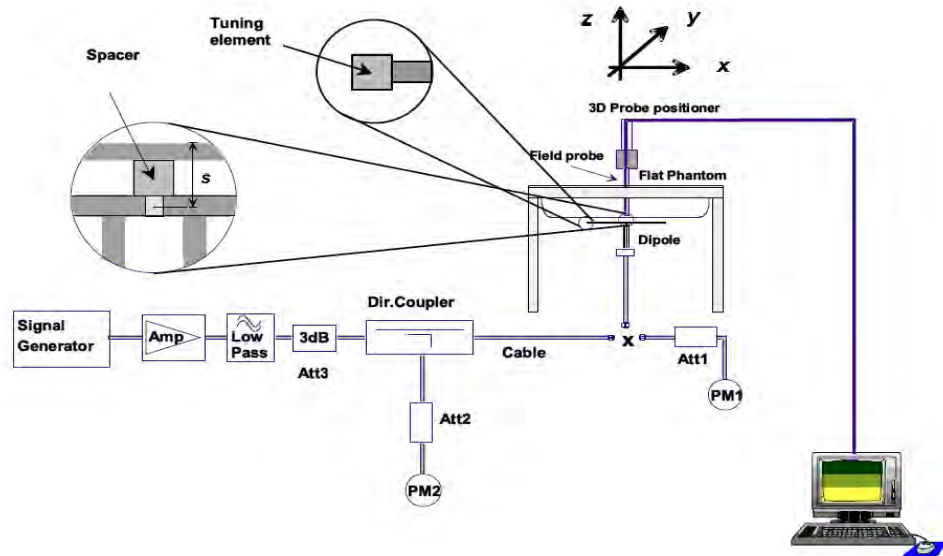 Tuning
element
Spacer
s
z
y
x
3D Probe positioner
Field probe
Flat Phantom
Dipole
Signal
Generator
Amp
Low
Pass
3dB
Att3
Dir.Coupler
Cable
x
Att1
PM1
Att2
PM2